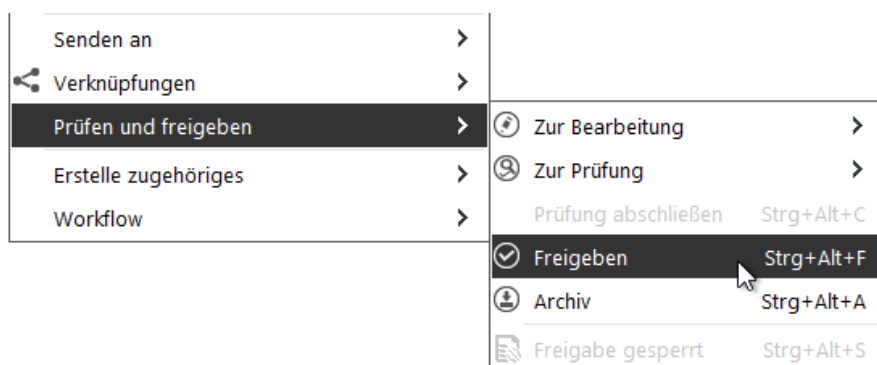 Senden an
Verknüpfungen
Prüfen und freigeben
Erstelle zugehöriges
Workflow
Zur Bearbeitung
Zur Prüfung
Prüfung abschließen Strg+Alt+C
Freigeben Strg+Alt+F
Archiv Strg+Alt+A
Freigabe gesperrt Strg+Alt+S